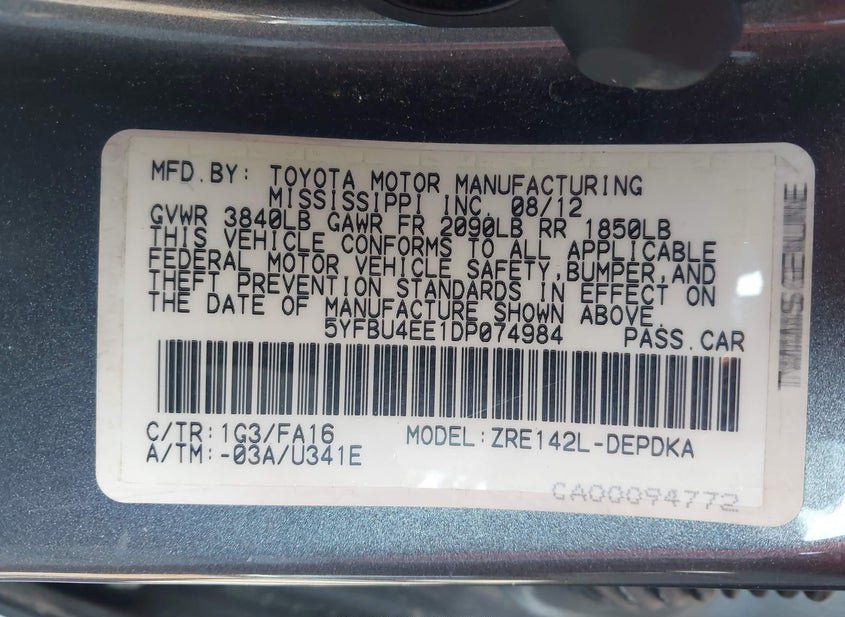 MFD.BY: TOYOTA MOTOR MANUFACTURING
MISSISSIPPI INC. 08/12
GVWR 3840LB GAWR FR 2090LB RR 1850LB
THIS VEHICLE CONFORMS TO ALL APPLICABLE
FEDERAL MOTOR VEHICLE SAFETY,BUMPER,AND
THEFT PREVENTION STANDARDS IN EFFECT ON
THE DATE OF MANUFACTURE SHOWN ABOVE.
5YFBU4EE1DP074984 PASS.CAR
C/TR:1G3/FA16 MODEL:ZRE142L-DEPDKA
A/TM:-03A/U341E
CA00094772
GENUINE